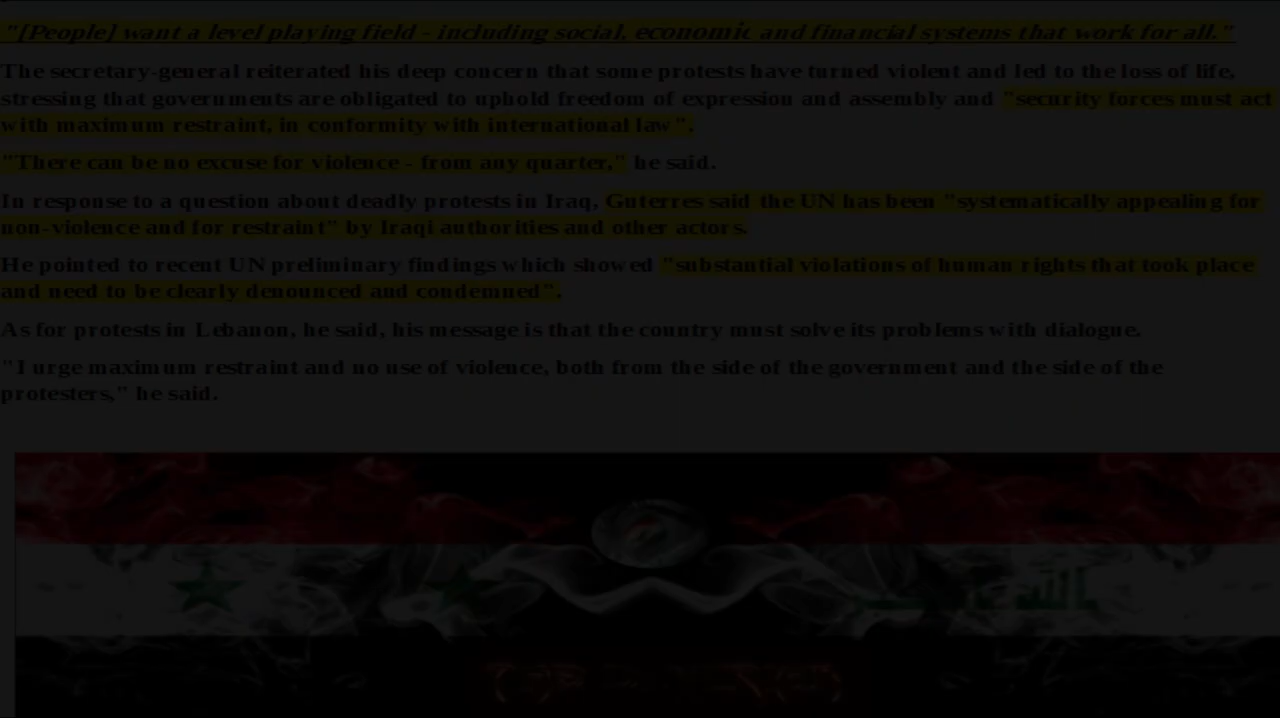 "[People] want a level playing field - including social, economic and financial systems that work for all."
The secretary-general reiterated his deep concern that some protests have turned violent and led to the loss of life,
stressing that governments are obligated to uphold freedom of expression and assembly and "security forces must act
with maximum restraint, in conformity with international law".
"There can be no excuse for violence - from any quarter," he said.
In response to a question about deadly protests in Iraq, Guterres said the UN has been "systematically appealing for
non-violence and for restraint" by Iraqi authorities and other actors.
He pointed to recent UN preliminary findings which showed "substantial violations of human rights that took place
and need to be clearly denounced and condemned".
As for protests in Lebanon, he said, his message is that the country must solve its problems with dialogue.
"I urge maximum restraint and no use of violence, both from the side of the government and the side of the
protesters," he said.